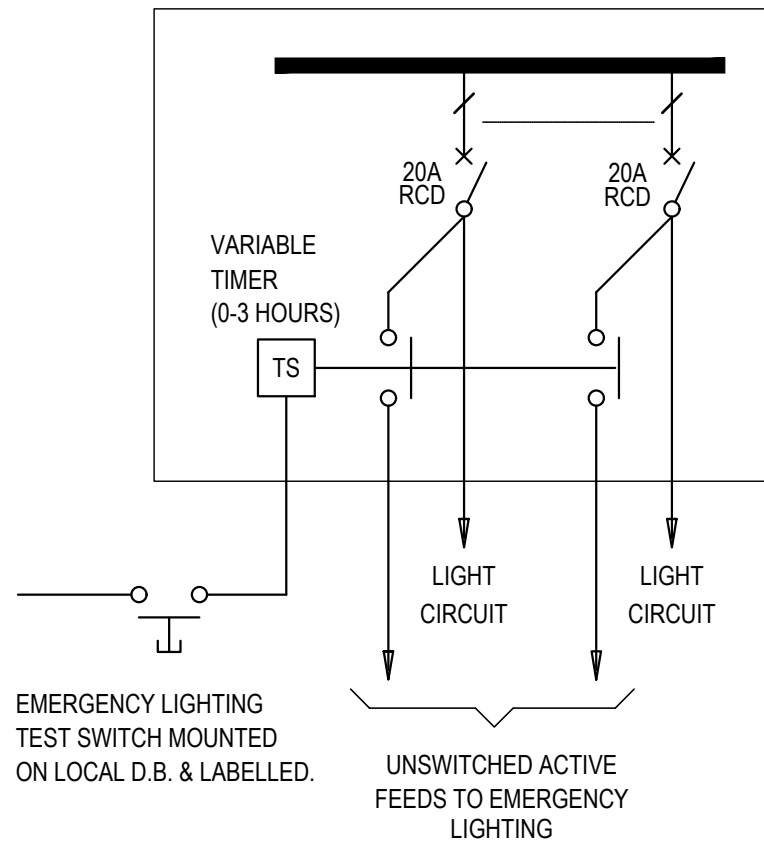 20A
RCD
20A
RCD
VARIABLE
TIMER
(0-3 HOURS)
TS
LIGHT
CIRCUIT
LIGHT
CIRCUIT
EMERGENCY LIGHTING
TEST SWITCH MOUNTED
ON LOCAL D.B. & LABELLED.
UNSWITCHED ACTIVE
FEEDS TO EMERGENCY
LIGHTING